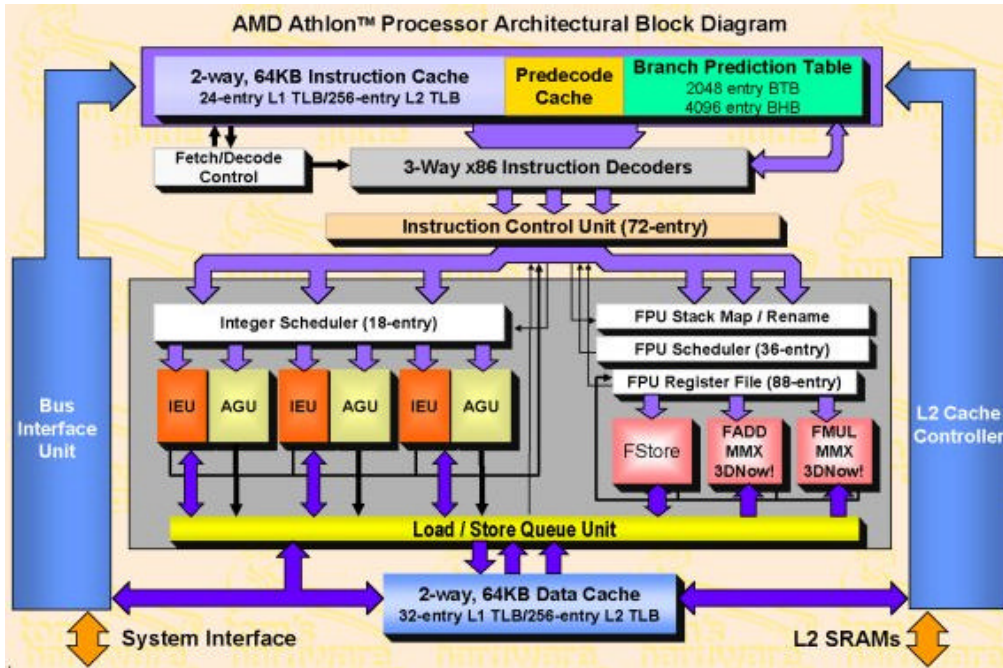 AMD Athlon™ Processor Architectural Block Diagram
2-way, 64KB Instruction Cache
24-entry L1 TLB/256-entry L2 TLB
Predecode
Cache
Branch Prediction Table
2048 entry BTB
4096 entry BHB
Fetch/Decode
Control
3-Way x86 Instruction Decoders
Instruction Control Unit (72-entry)
Integer Scheduler (18-entry)
FPU Stack Map / Rename
FPU Scheduler (36-entry)
FPU Register File (88-entry)
Bus
Interface
Unit
IEU
AGU
IEU
AGU
IEU
AGU
FStore
FADD
MMX
3DNow!
FMUL
MMX
3DNow!
L2 Cache
Controller
Load / Store Queue Unit
2-way, 64KB Data Cache
32-entry L1 TLB/256-entry L2 TLB
System Interface
L2 SRAMs